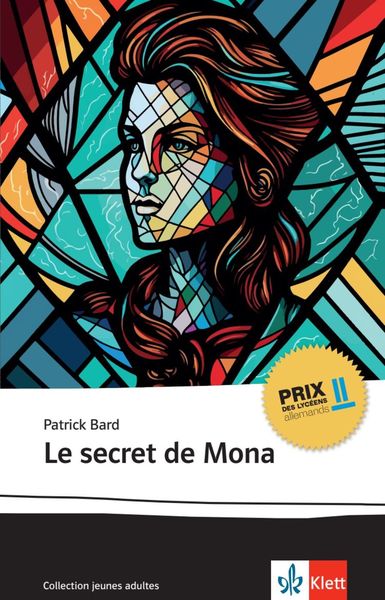 PRIX
DES LYCÉENS
allemands
Patrick Bard
Le secret de Mona
Collection jeunes adultes
Klett